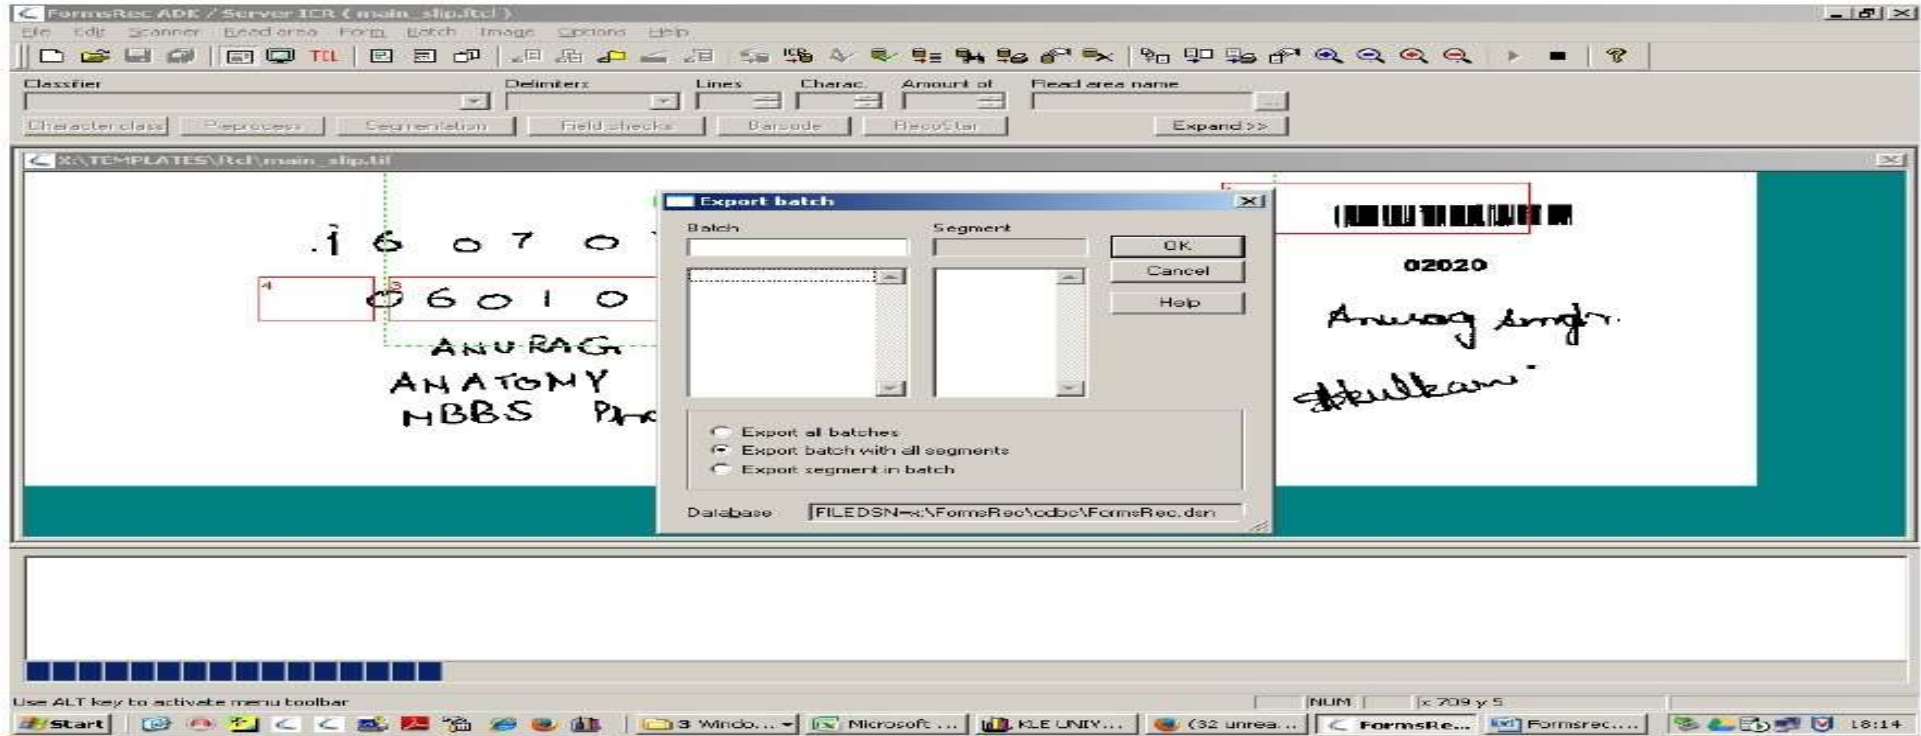 FormsRec ADK / Server ICR ( main_slip.ftcl )
File Edit Scanner Read area Form Batch Image Options Help
TCL
Classifier Delimiters Lines Charac. Amount of Read area name
Character class Preprocess Segmentation Field checks Barcode RecoStar Expand >>
X:\TEMPLATES\Rcl\main_slip.tif
Export batch
Batch Segment
OK
Cancel
Help
Export all batches
Export batch with all segments
Export segment in batch
Database FILEDSN=x:\FormsRec\odbc\FormsRec.dsn
1 6 0 7 0
4 3
0 6 0 1 0
ANURAG
ANATOMY
MBBS
02020
Anurag Singh.
Use ALT key to activate menu toolbar
NUM x 709 y 5
Start 3 Windo... Microsoft ... KLE UNIV... (32 unrea... FormsRe... Formsrec.... 18:14